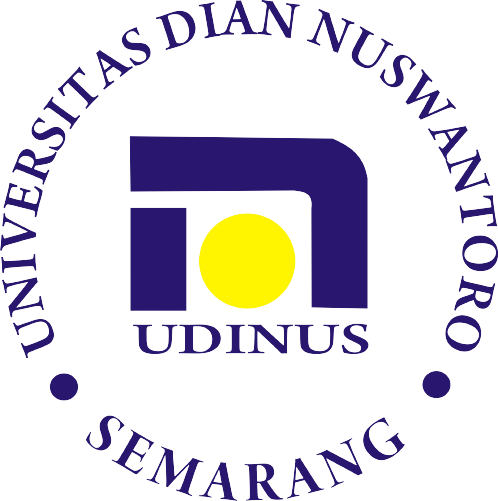 UNIVERSITAS DIAN NUSWANTORO
UDINUS
SEMARANG